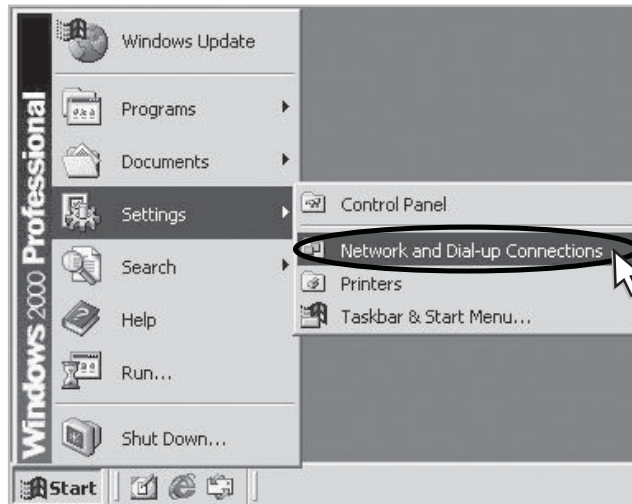 Windows 2000 Professional
Windows Update
Programs
Documents
Settings
Search
Help
Run...
Shut Down...
Control Panel
Network and Dial-up Connections
Printers
Taskbar & Start Menu...
Start